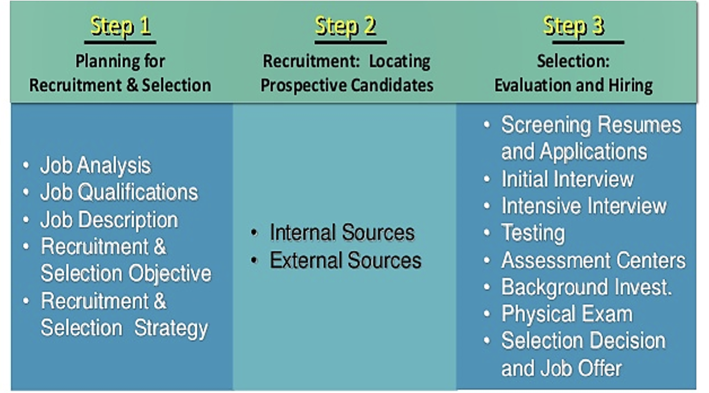 Step 1
Planning for
Recruitment & Selection
• Job Analysis
• Job Qualifications
• Job Description
• Recruitment &
Selection Objective
• Recruitment &
Selection Strategy
Step 2
Recruitment: Locating
Prospective Candidates
• Internal Sources
• External Sources
Step 3
Selection:
Evaluation and Hiring
• Screening Resumes
and Applications
• Initial Interview
• Intensive Interview
• Testing
• Assessment Centers
• Background Invest.
• Physical Exam
• Selection Decision
and Job Offer